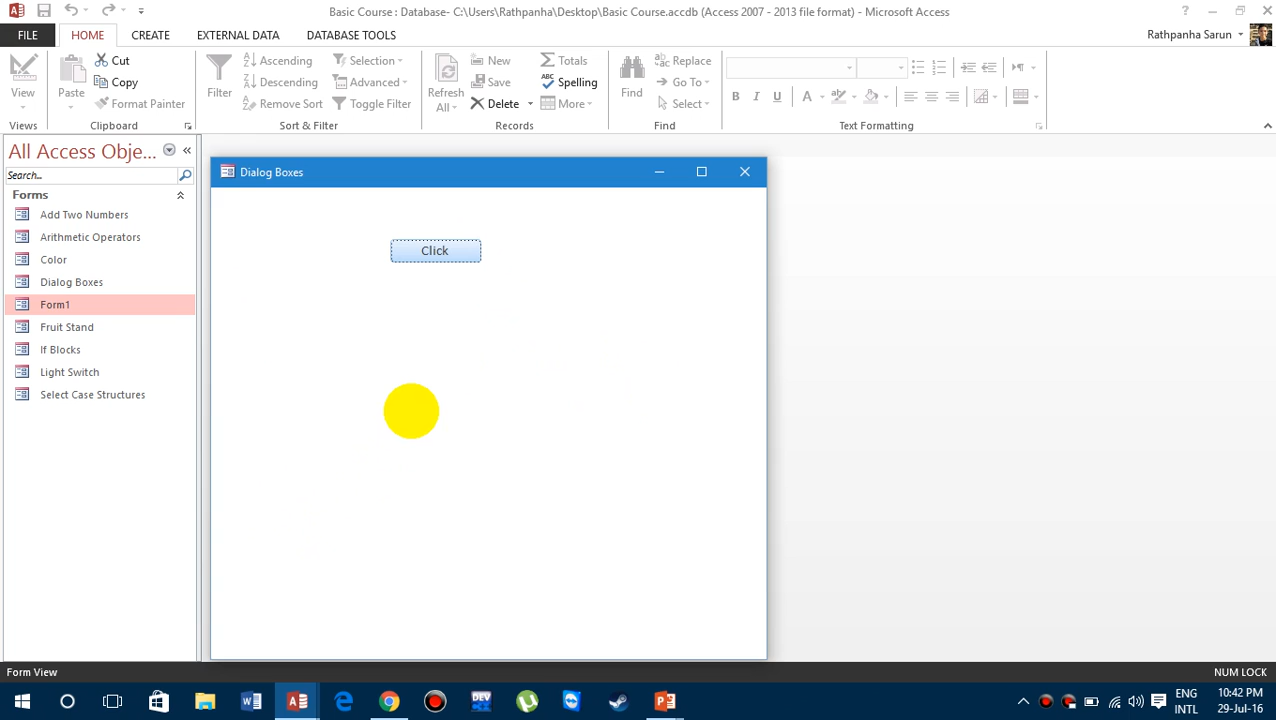 Basic Course : Database- C:\Users\Rathpanha\Desktop\Basic Course.accdb (Access 2007 - 2013 file format) - Microsoft Access
FILE HOME CREATE EXTERNAL DATA DATABASE TOOLS Rathpanha Sarun
View
Views
Paste
Cut
Copy
Format Painter
Clipboard
Filter
Ascending
Descending
Remove Sort
Selection
Advanced
Toggle Filter
Sort & Filter
Refresh
All
New
Save
Delete
Totals
Spelling
More
Records
Find
Replace
Go To
Select
Find
B I U A
Text Formatting
All Access Obje...
Search...
Forms
Add Two Numbers
Arithmetic Operators
Color
Dialog Boxes
Form1
Fruit Stand
If Blocks
Light Switch
Select Case Structures
Dialog Boxes
Click
Form View NUM LOCK
ENG
INTL
10:42 PM
29-Jul-16